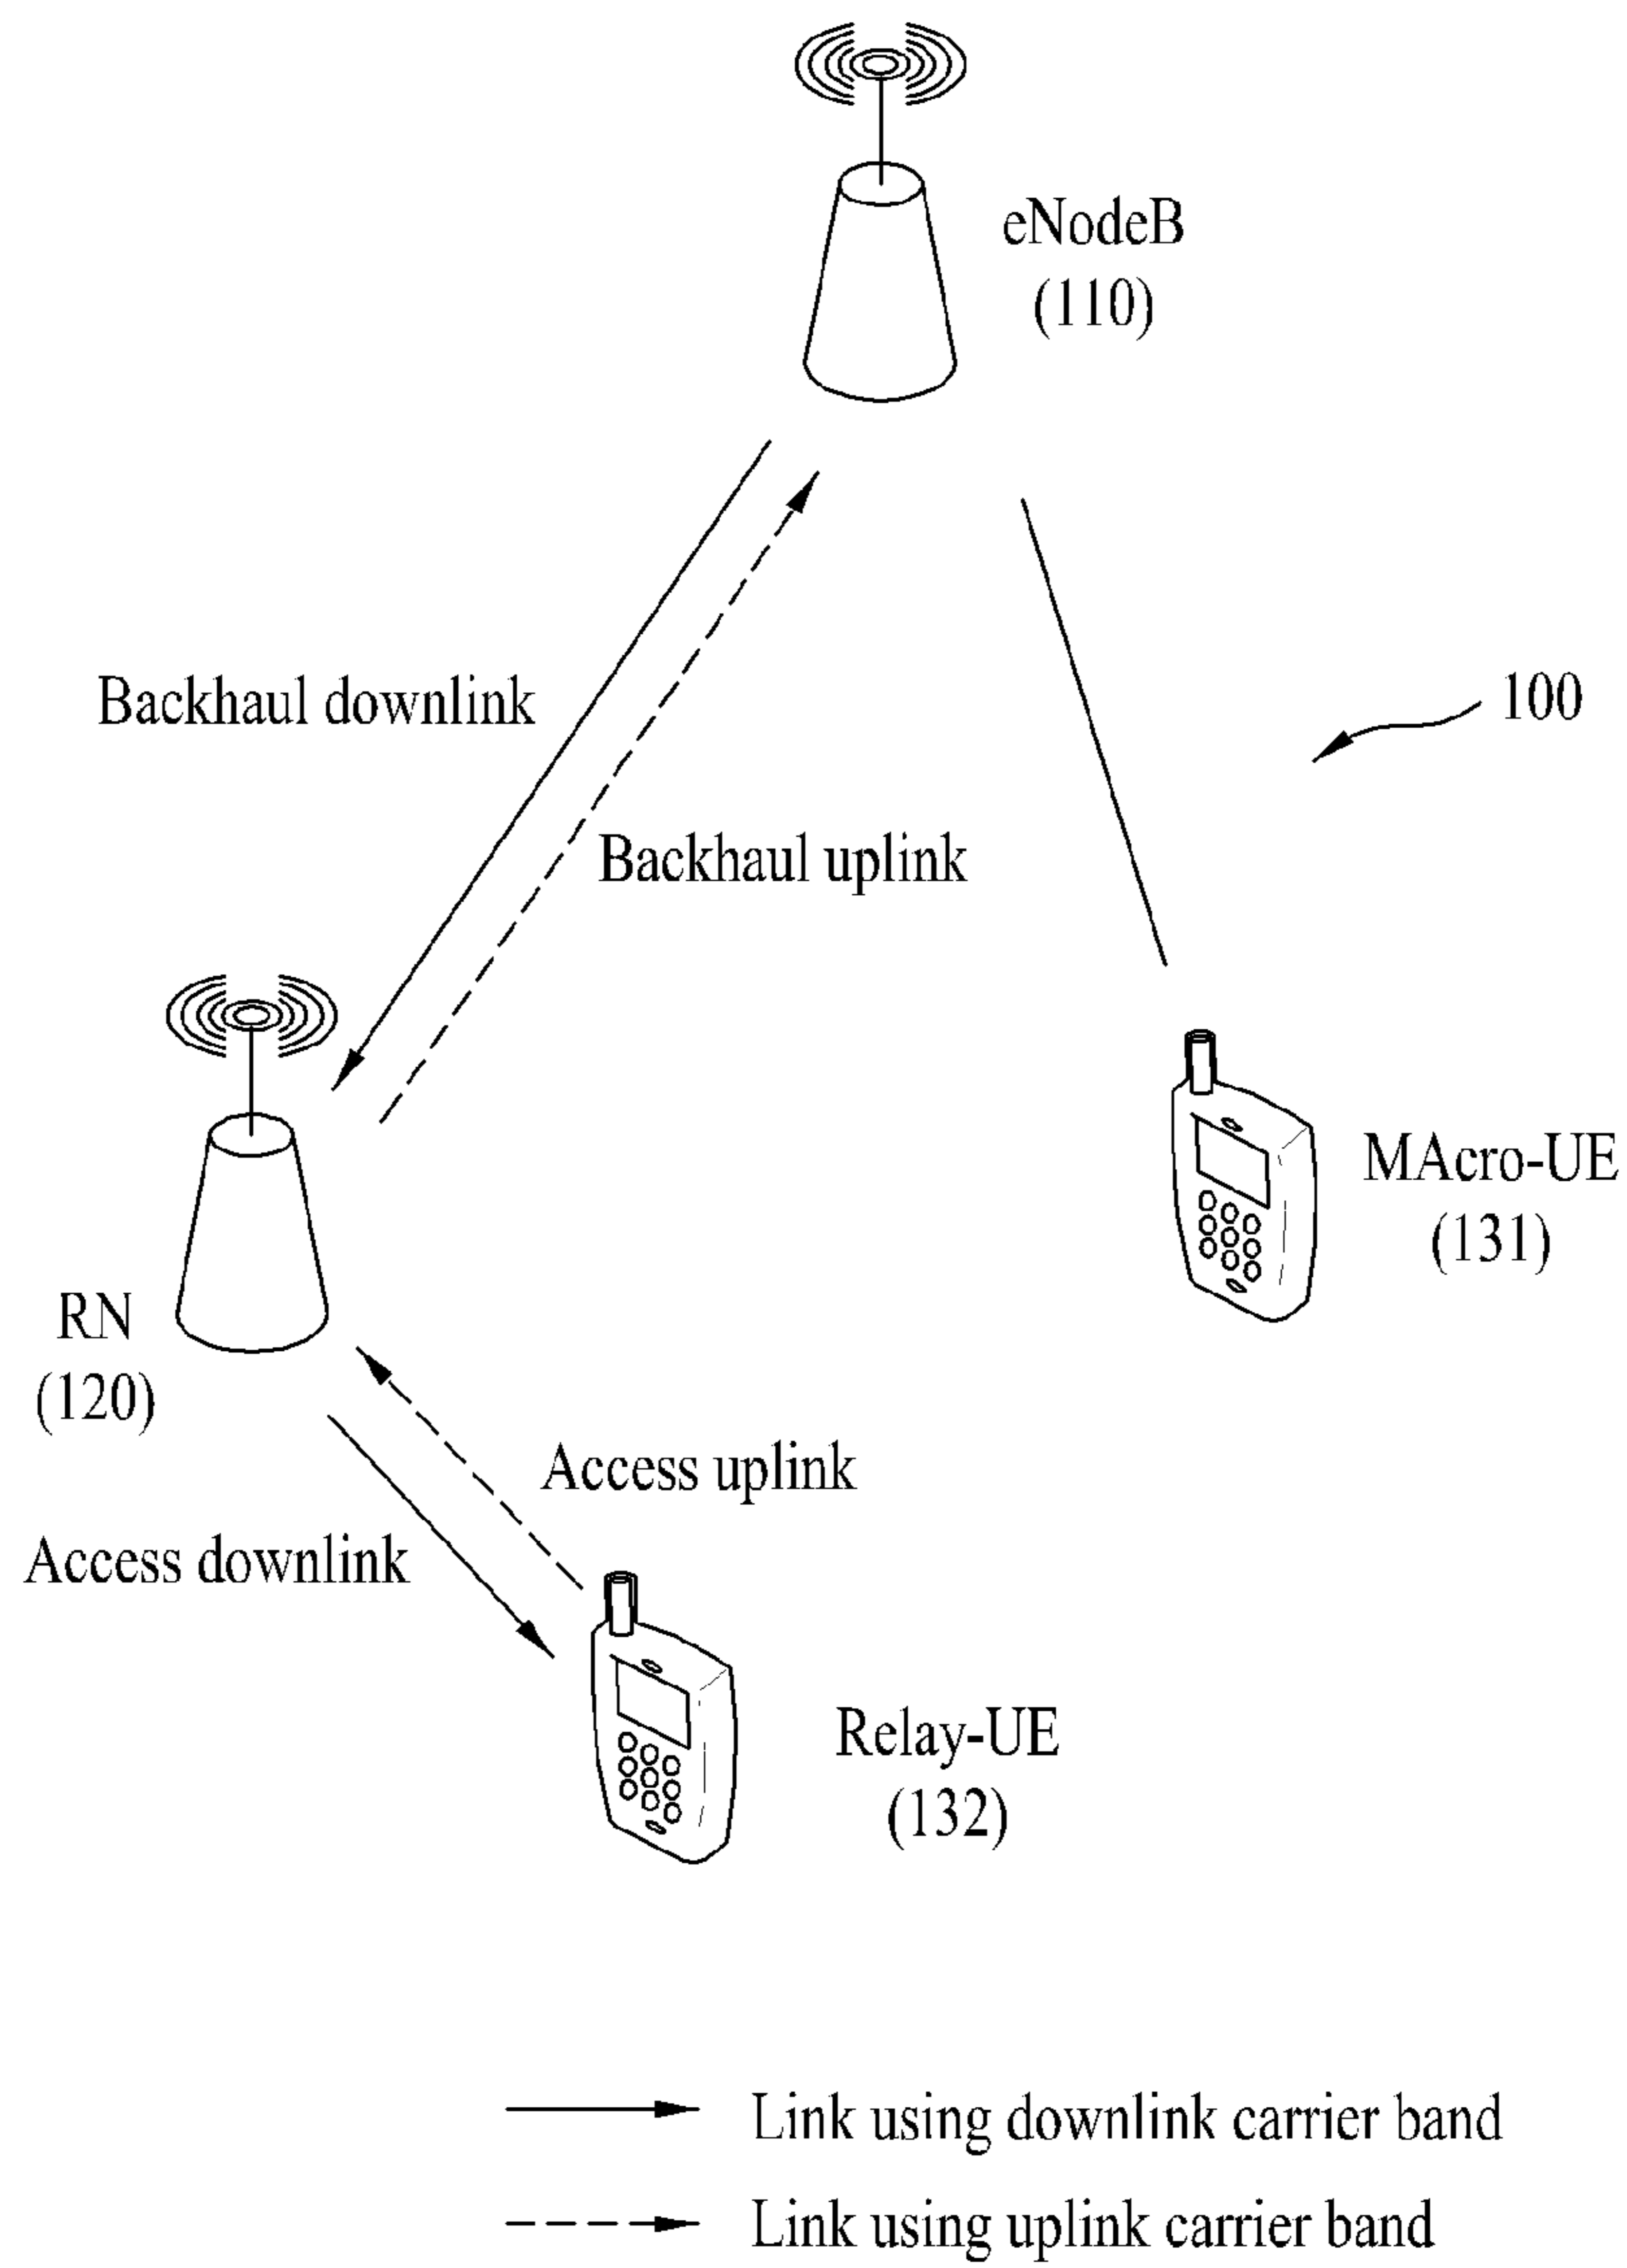 eNodeB
(110)
Backhaul downlink
100
Backhaul uplink
MAcro-UE
(131)
RN
(120)
Access uplink
Access downlink
Relay-UE
(132)
Link using downlink carrier band
Link using uplink carrier band